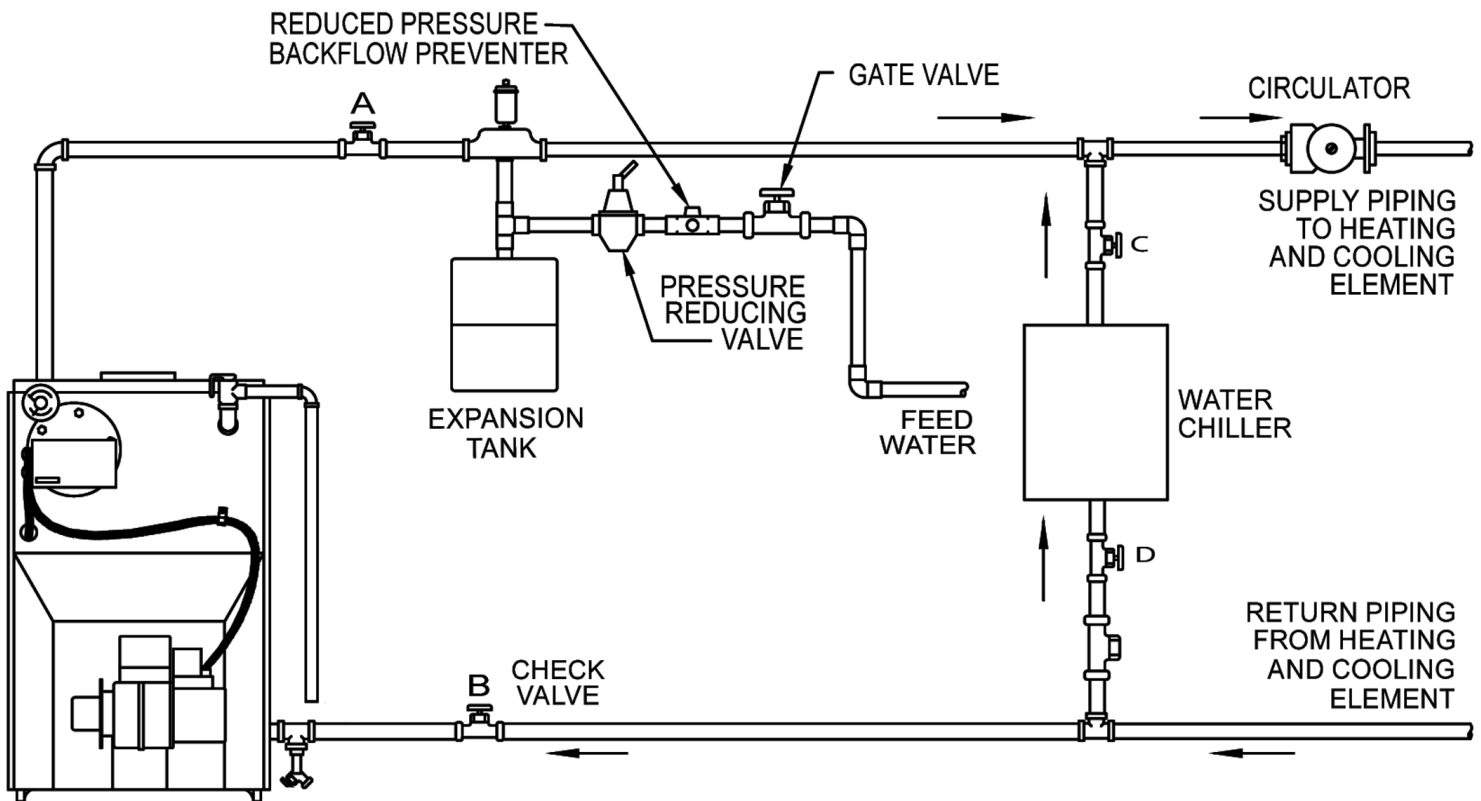 REDUCED PRESSURE
BACKFLOW PREVENTER
GATE VALVE
CIRCULATOR
A
SUPPLY PIPING
TO HEATING
AND COOLING
ELEMENT
C
PRESSURE
REDUCING
VALVE
EXPANSION
TANK
FEED
WATER
WATER
CHILLER
D
RETURN PIPING
FROM HEATING
AND COOLING
ELEMENT
B
CHECK
VALVE